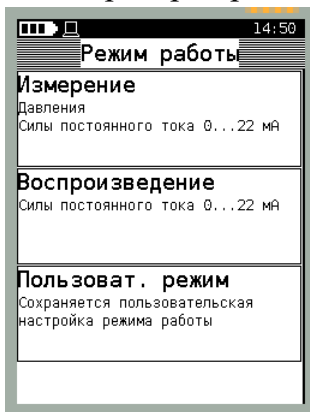 14:50
Режим работы
Измерение
Давления
Силы постоянного тока 0...22 мА
Воспроизведение
Силы постоянного тока 0...22 мА
Пользоват. режим
Сохраняется пользовательская
настройка режима работы